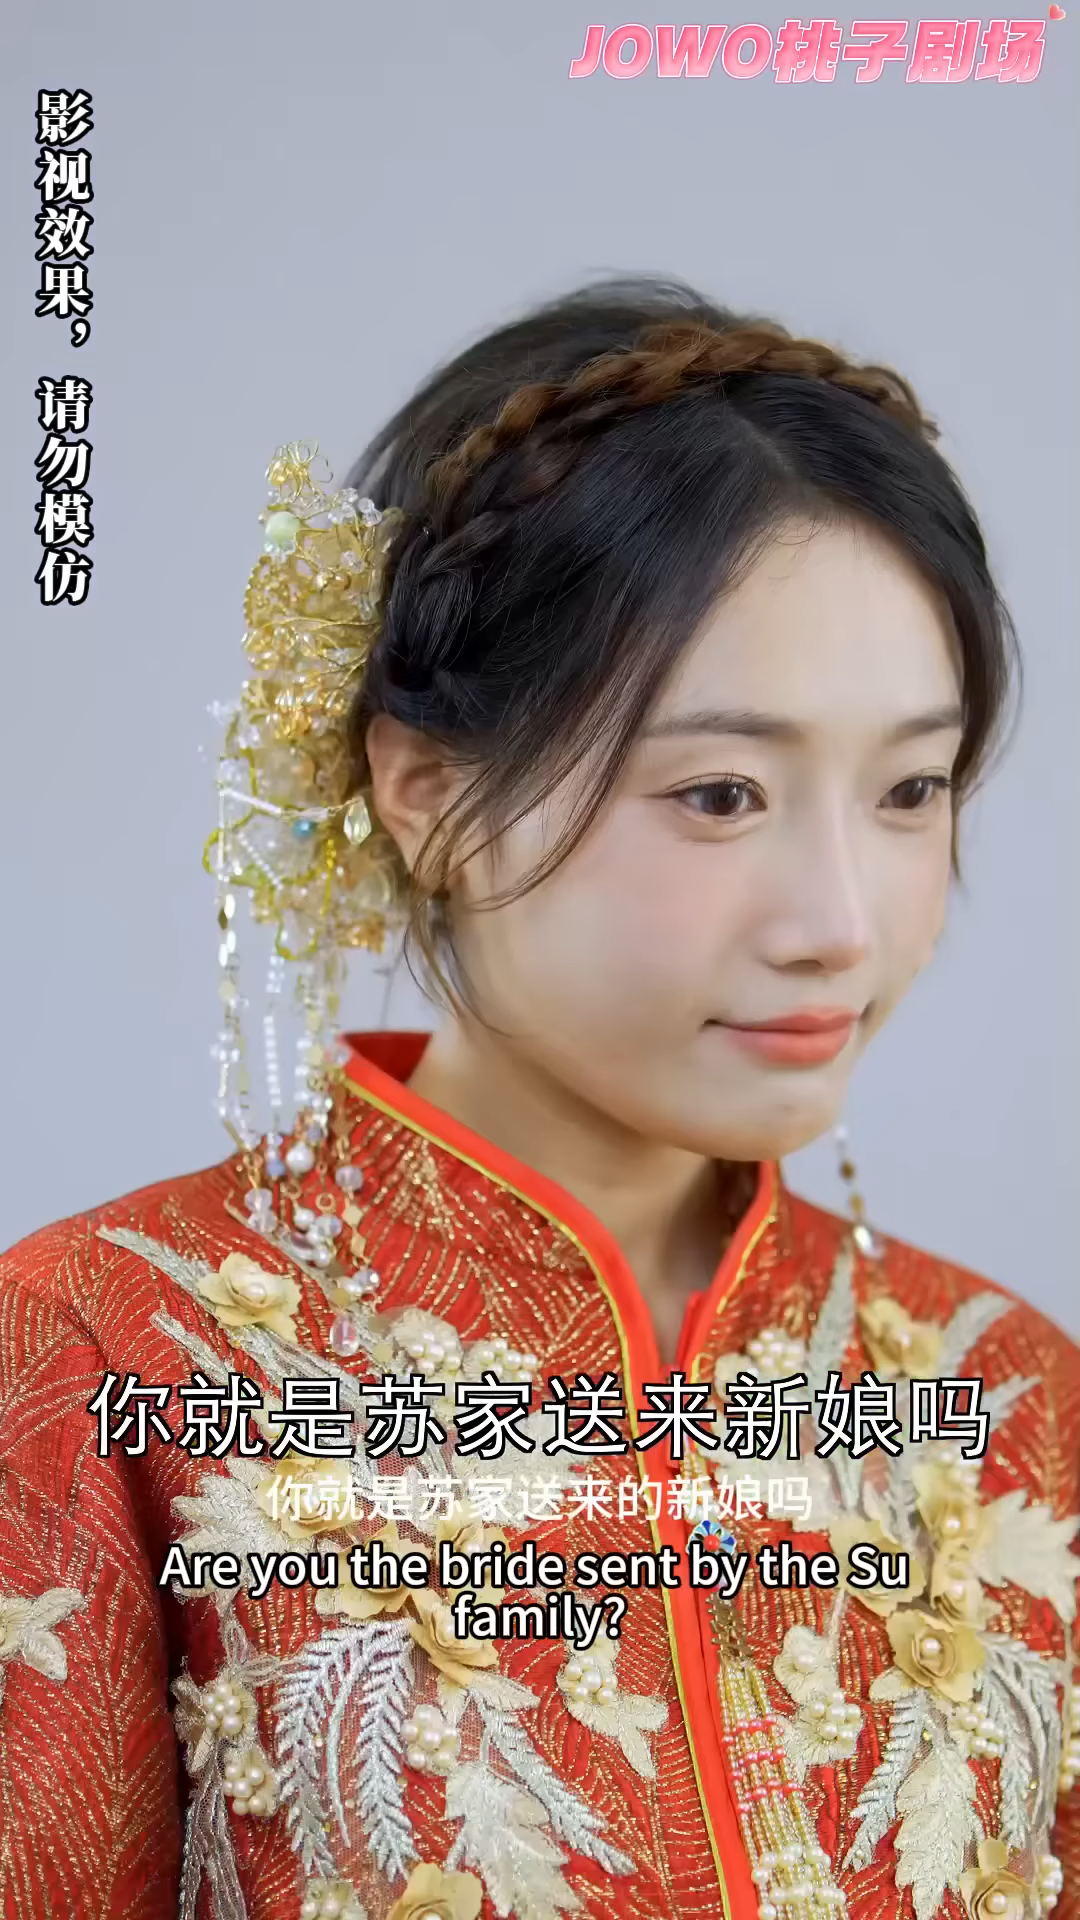 JOWO桃子剧场
影视效果，请勿模仿
你就是苏家送来新娘吗
你就是苏家送来的新娘吗
Are you the bride sent by the Su
family?